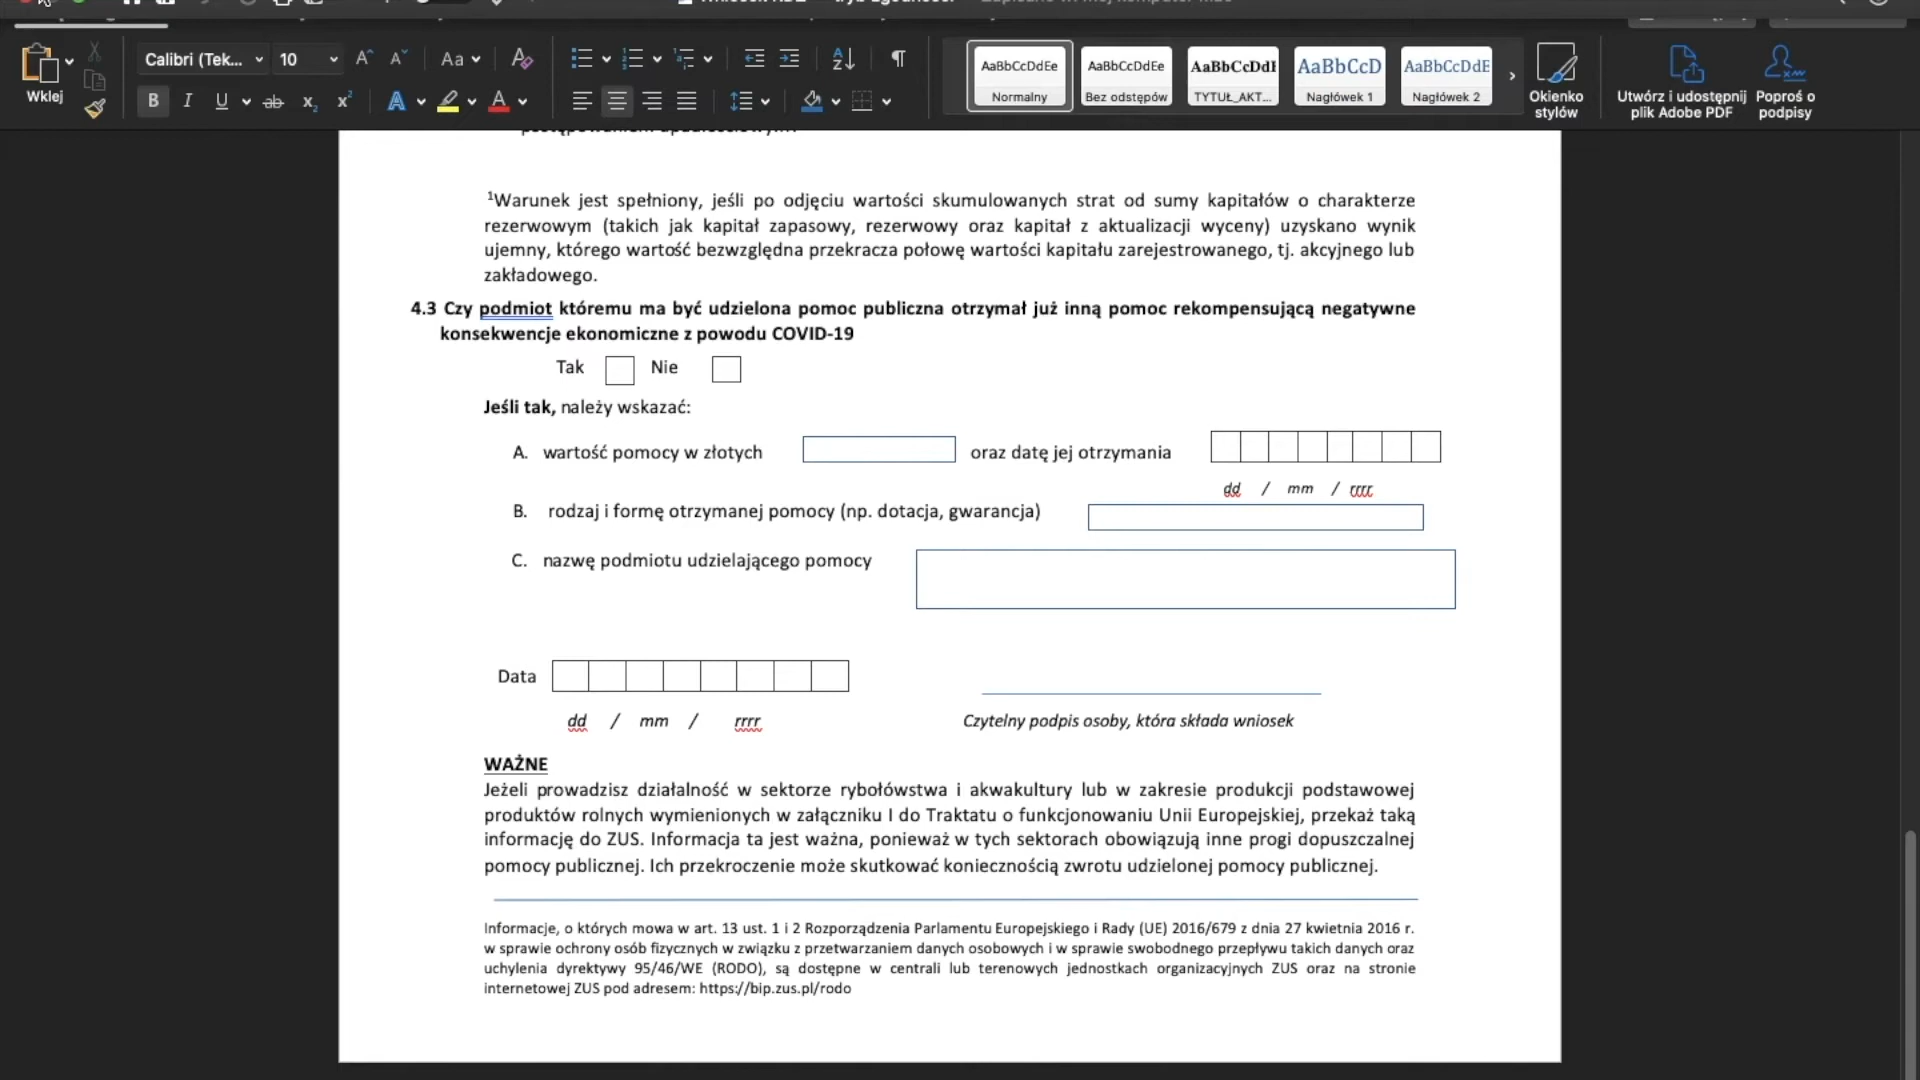 Wklej
Calibri (Tek...
10
Aa
B I U ab x₂ x²
A
AaBbCcDdEe
Normalny
AaBbCcDdEe
Bez odstępów
AaBbCcDdI
TYTUŁ_AKT...
AaBbCcD
Nagłówek 1
AaBbCcDdE
Nagłówek 2
Okienko
stylów
Utwórz i udostępnij
plik Adobe PDF
Poproś o
podpisy
¹Warunek jest spełniony, jeśli po odjęciu wartości skumulowanych strat od sumy kapitałów o charakterze
rezerwowym (takich jak kapitał zapasowy, rezerwowy oraz kapitał z aktualizacji wyceny) uzyskano wynik
ujemny, którego wartość bezwzględna przekracza połowę wartości kapitału zarejestrowanego, tj. akcyjnego lub
zakładowego.
4.3 Czy podmiot któremu ma być udzielona pomoc publiczna otrzymał już inną pomoc rekompensującą negatywne
konsekwencje ekonomiczne z powodu COVID-19
Tak Nie
Jeśli tak, należy wskazać:
A. wartość pomocy w złotych oraz datę jej otrzymania
dd / mm / rrrr
B. rodzaj i formę otrzymanej pomocy (np. dotacja, gwarancja)
C. nazwę podmiotu udzielającego pomocy
Data
dd / mm / rrrr
Czytelny podpis osoby, która składa wniosek
WAŻNE
Jeżeli prowadzisz działalność w sektorze rybołówstwa i akwakultury lub w zakresie produkcji podstawowej
produktów rolnych wymienionych w załączniku I do Traktatu o funkcjonowaniu Unii Europejskiej, przekaż taką
informację do ZUS. Informacja ta jest ważna, ponieważ w tych sektorach obowiązują inne progi dopuszczalnej
pomocy publicznej. Ich przekroczenie może skutkować koniecznością zwrotu udzielonej pomocy publicznej.
Informacje, o których mowa w art. 13 ust. 1 i 2 Rozporządzenia Parlamentu Europejskiego i Rady (UE) 2016/679 z dnia 27 kwietnia 2016 r.
w sprawie ochrony osób fizycznych w związku z przetwarzaniem danych osobowych i w sprawie swobodnego przepływu takich danych oraz
uchylenia dyrektywy 95/46/WE (RODO), są dostępne w centrali lub terenowych jednostkach organizacyjnych ZUS oraz na stronie
internetowej ZUS pod adresem: https://bip.zus.pl/rodo